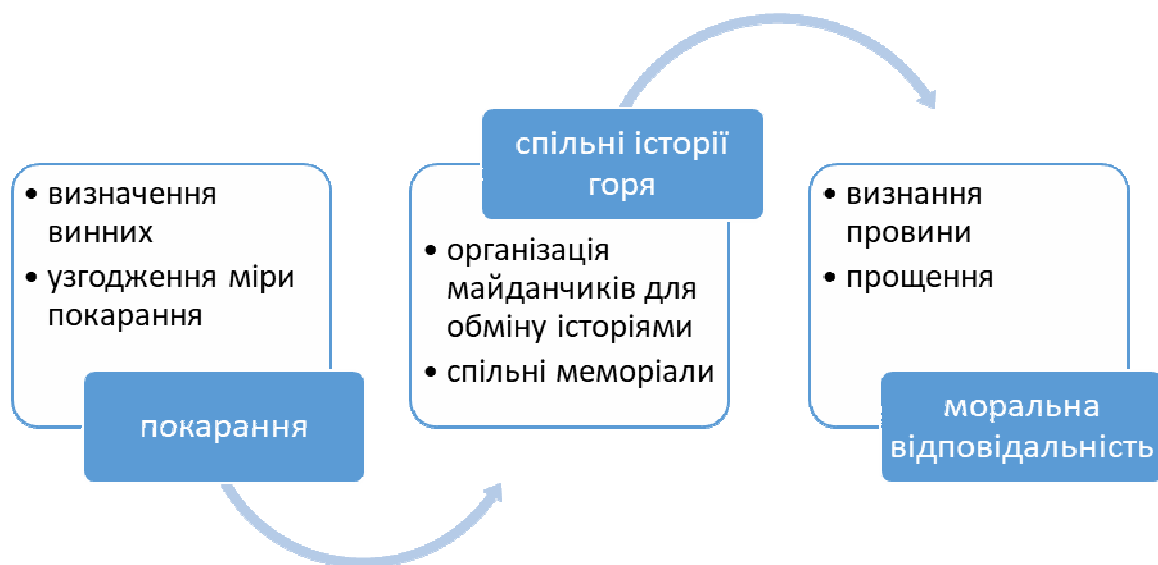 • визначення
винних
• узгодження міри
покарання
покарання
спільні історії
горя
• організація
майданчиків для
обміну історіями
• спільні меморіали
• визнання
провини
• прощення
моральна
відповідальність